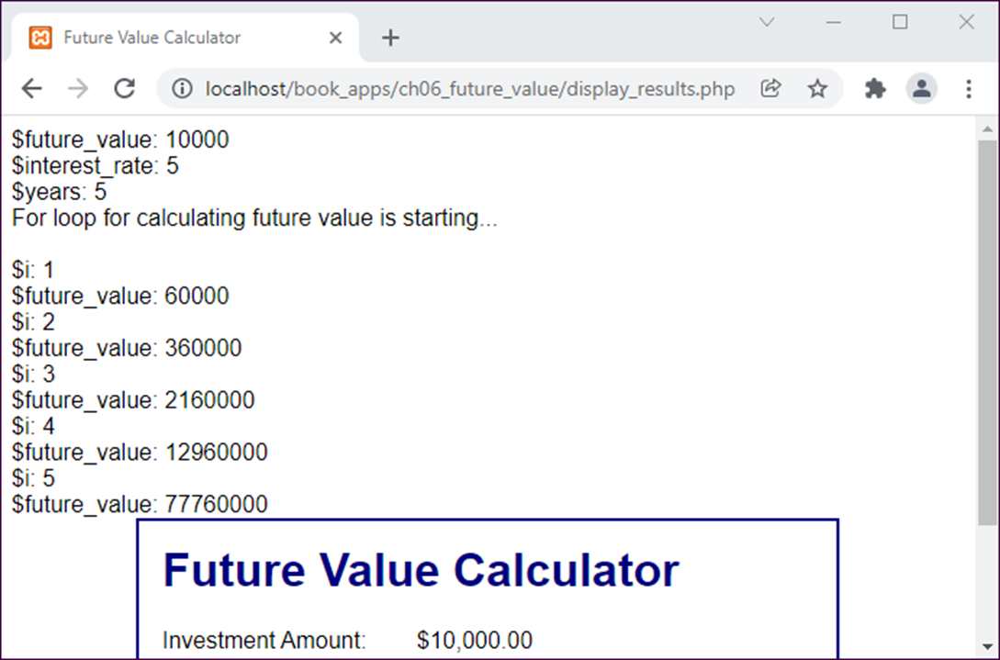 Future Value Calculator
localhost/book_apps/ch06_future_value/display_results.php
$future_value: 10000
$interest_rate: 5
$years: 5
For loop for calculating future value is starting...
$i: 1
$future_value: 60000
$i: 2
$future_value: 360000
$i: 3
$future_value: 2160000
$i: 4
$future_value: 12960000
$i: 5
$future_value: 77760000
Future Value Calculator
Investment Amount: $10,000.00